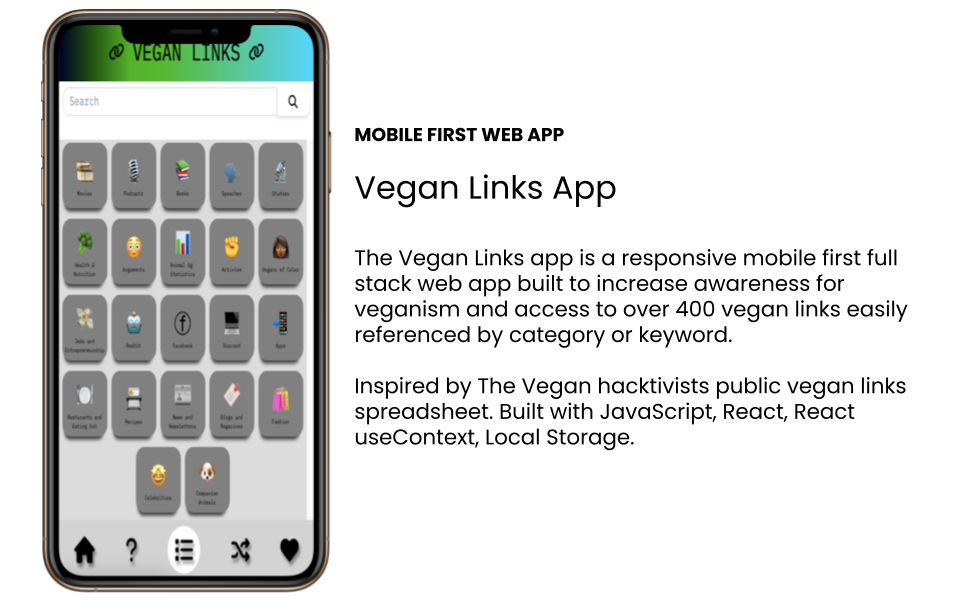 VEGAN LINKS
Search
Movies Podcasts Books Speeches Studies
Health & Nutrition Arguments Animal Ag Statistics Activism Vegans of Color
Jobs and Entrepreneurship Reddit Facebook Discord Apps
Restaurants and Eating Out Recipes News and Newsletters Blogs and Magazines Fashion
Celebrities Companion Animals
MOBILE FIRST WEB APP
Vegan Links App
The Vegan Links app is a responsive mobile first full
stack web app built to increase awareness for
veganism and access to over 400 vegan links easily
referenced by category or keyword.
Inspired by The Vegan hacktivists public vegan links
spreadsheet. Built with JavaScript, React, React
useContext, Local Storage.